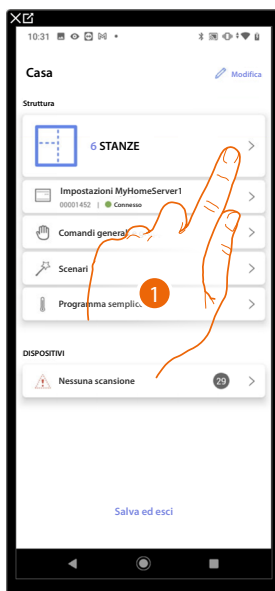 10:31
Casa
Modifica
Struttura
6 STANZE
Impostazioni MyHomeServer1
00001452 | Connesso
Comandi general
Scenari
Programma semplic
1
DISPOSITIVI
Nessuna scansione 29
Salva ed esci